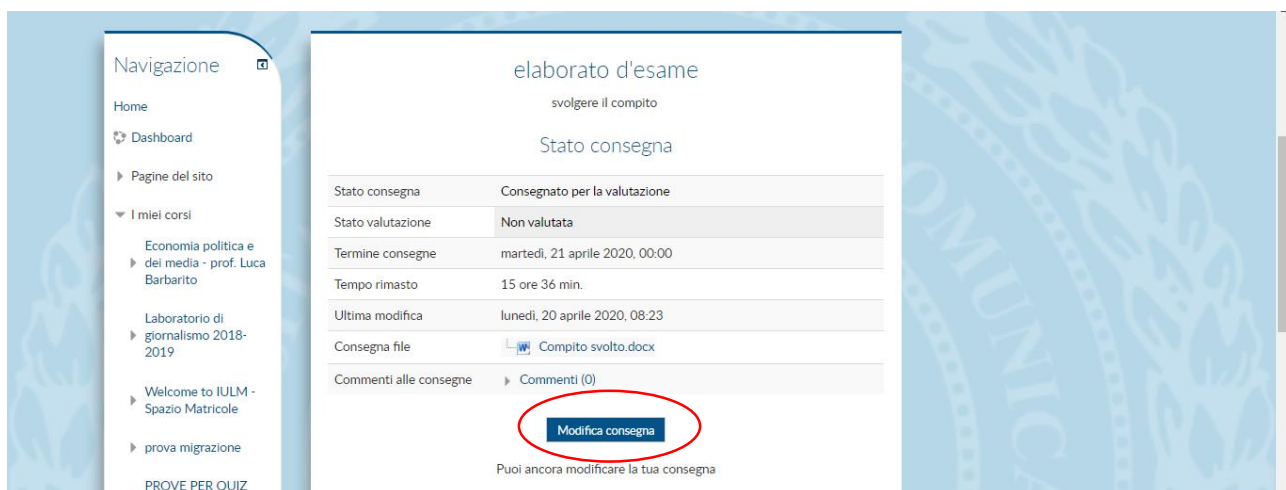 Navigazione
Home
Dashboard
Pagine del sito
I miei corsi
Economia politica e
dei media - prof. Luca
Barbarito
Laboratorio di
giornalismo 2018-
2019
Welcome to IULM -
Spazio Matricole
prova migrazione
PROVE PER QUIZ
elaborato d'esame
svolgere il compito
Stato consegna
Stato consegna Consegnato per la valutazione
Stato valutazione Non valutata
Termine consegne martedì, 21 aprile 2020, 00:00
Tempo rimasto 15 ore 36 min.
Ultima modifica lunedì, 20 aprile 2020, 08:23
Consegna file Compito svolto.docx
Commenti alle consegne Commenti (0)
Modifica consegna
Puoi ancora modificare la tua consegna
OMUNICA